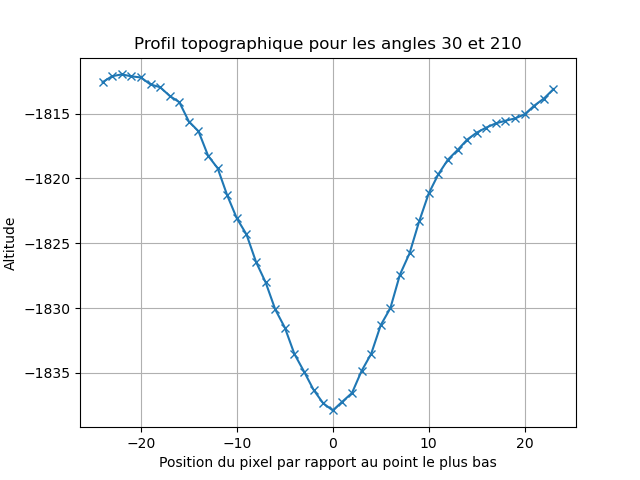 Profil topographique pour les angles 30 et 210
Altitude
−1815
−1820
−1825
−1830
−1835
−20 −10 0 10 20
Position du pixel par rapport au point le plus bas